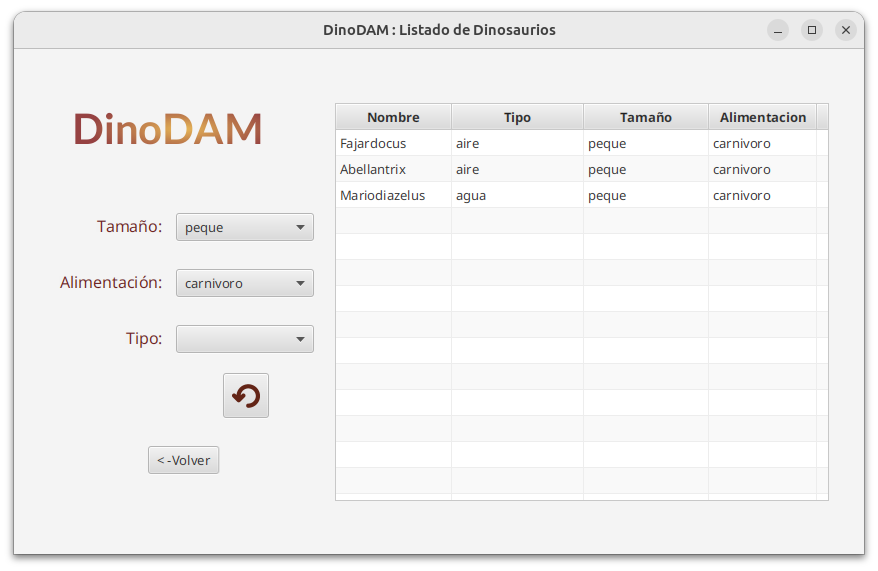 DinoDAM : Listado de Dinosaurios
DinoDAM
Tamaño: peque
Alimentación: carnivoro
Tipo:
<-Volver
Nombre Tipo Tamaño Alimentacion
Fajardocus aire peque carnivoro
Abellantrix aire peque carnivoro
Mariodiazelus agua peque carnivoro